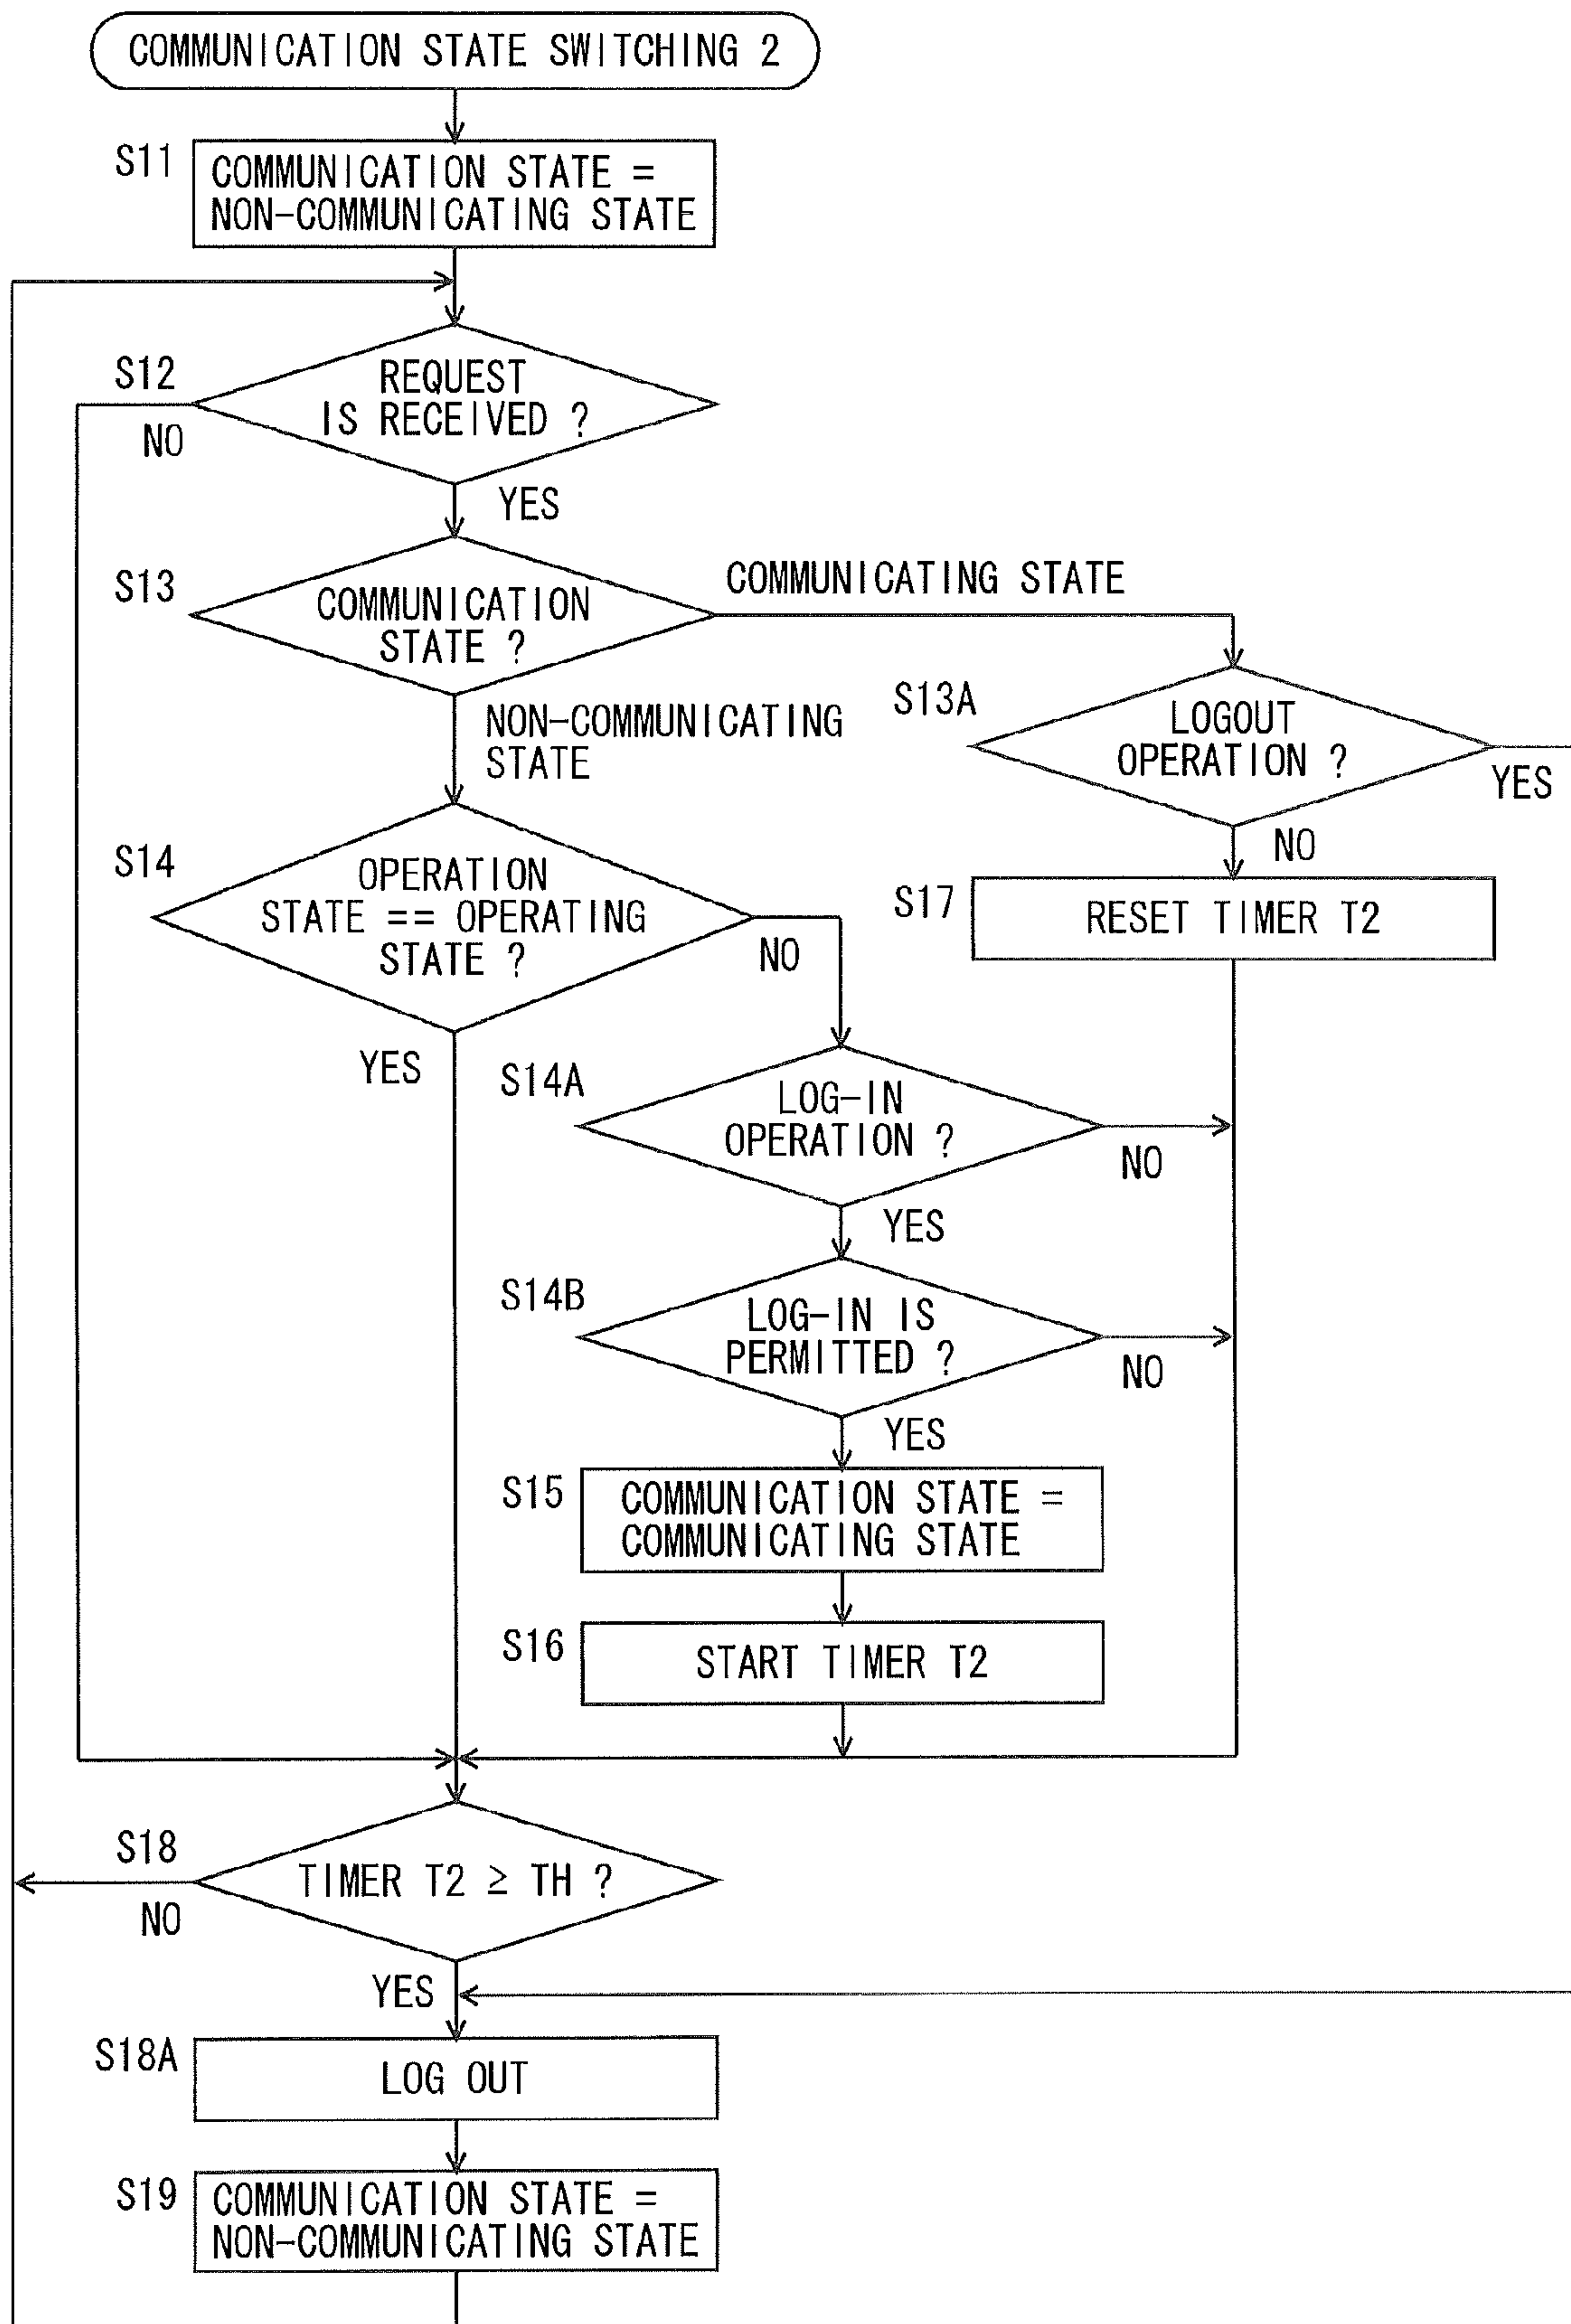 COMMUNICATION STATE SWITCHING 2
S11
COMMUNICATION STATE =
NON-COMMUNICATING STATE
S12
REQUEST
IS RECEIVED ?
NO
YES
S13
COMMUNICATION
STATE ?
COMMUNICATING STATE
NON-COMMUNICATING
STATE
S13A
LOGOUT
OPERATION ?
YES
NO
S14
OPERATION
STATE == OPERATING
STATE ?
NO
YES
S17
RESET TIMER T2
S14A
LOG-IN
OPERATION ?
NO
YES
S14B
LOG-IN IS
PERMITTED ?
NO
YES
S15
COMMUNICATION STATE =
COMMUNICATING STATE
S16
START TIMER T2
S18
TIMER T2 ≥ TH ?
NO
YES
S18A
LOG OUT
S19
COMMUNICATION STATE =
NON-COMMUNICATING STATE